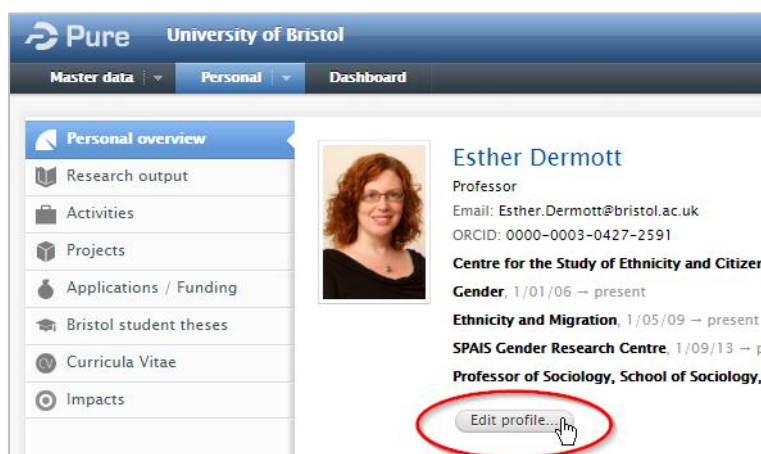 Pure University of Bristol
Master data Personal Dashboard
Personal overview
Research output
Activities
Projects
Applications / Funding
Bristol student theses
CV Curricula Vitae
Impacts
Esther Dermott
Professor
Email: Esther.Dermott@bristol.ac.uk
ORCID: 0000-0003-0427-2591
Centre for the Study of Ethnicity and Citizen
Gender, 1/01/06 → present
Ethnicity and Migration, 1/05/09 → present
SPAIS Gender Research Centre, 1/09/13 → p
Professor of Sociology, School of Sociology,
Edit profile...